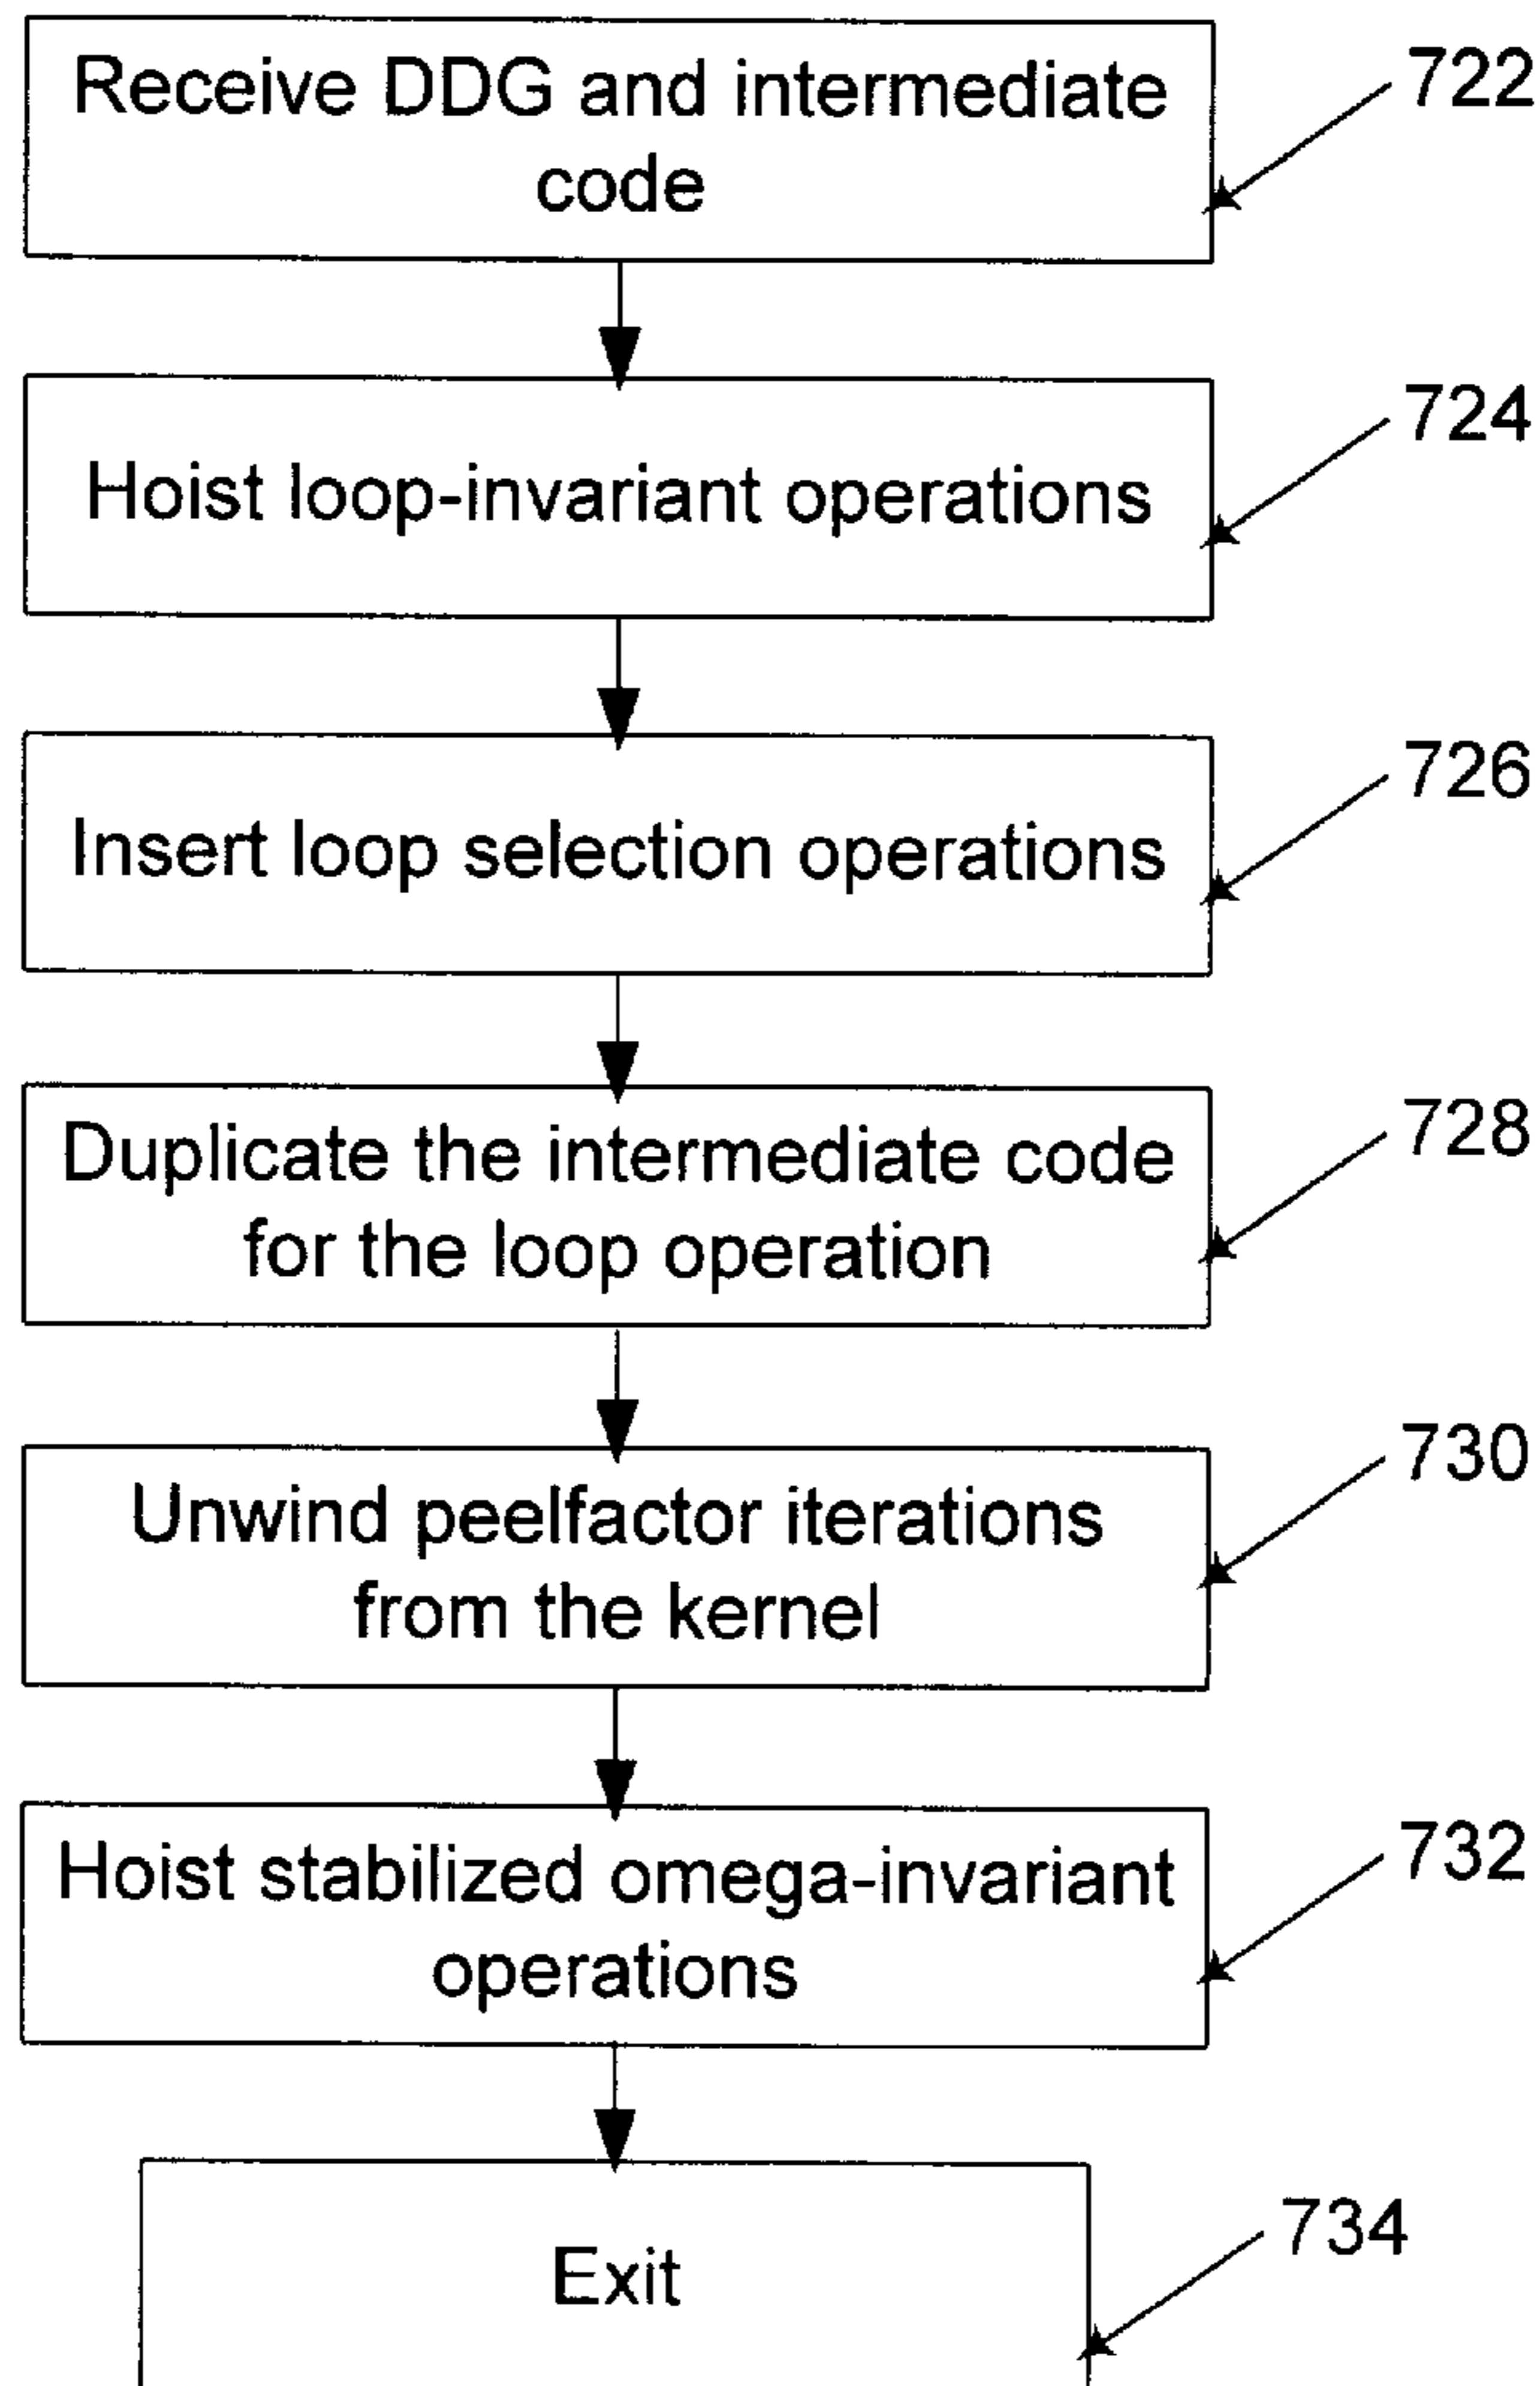 Receive DDG and intermediate
code
722
Hoist loop-invariant operations
724
Insert loop selection operations
726
Duplicate the intermediate code
for the loop operation
728
Unwind peelfactor iterations
from the kernel
730
Hoist stabilized omega-invariant
operations
732
Exit
734